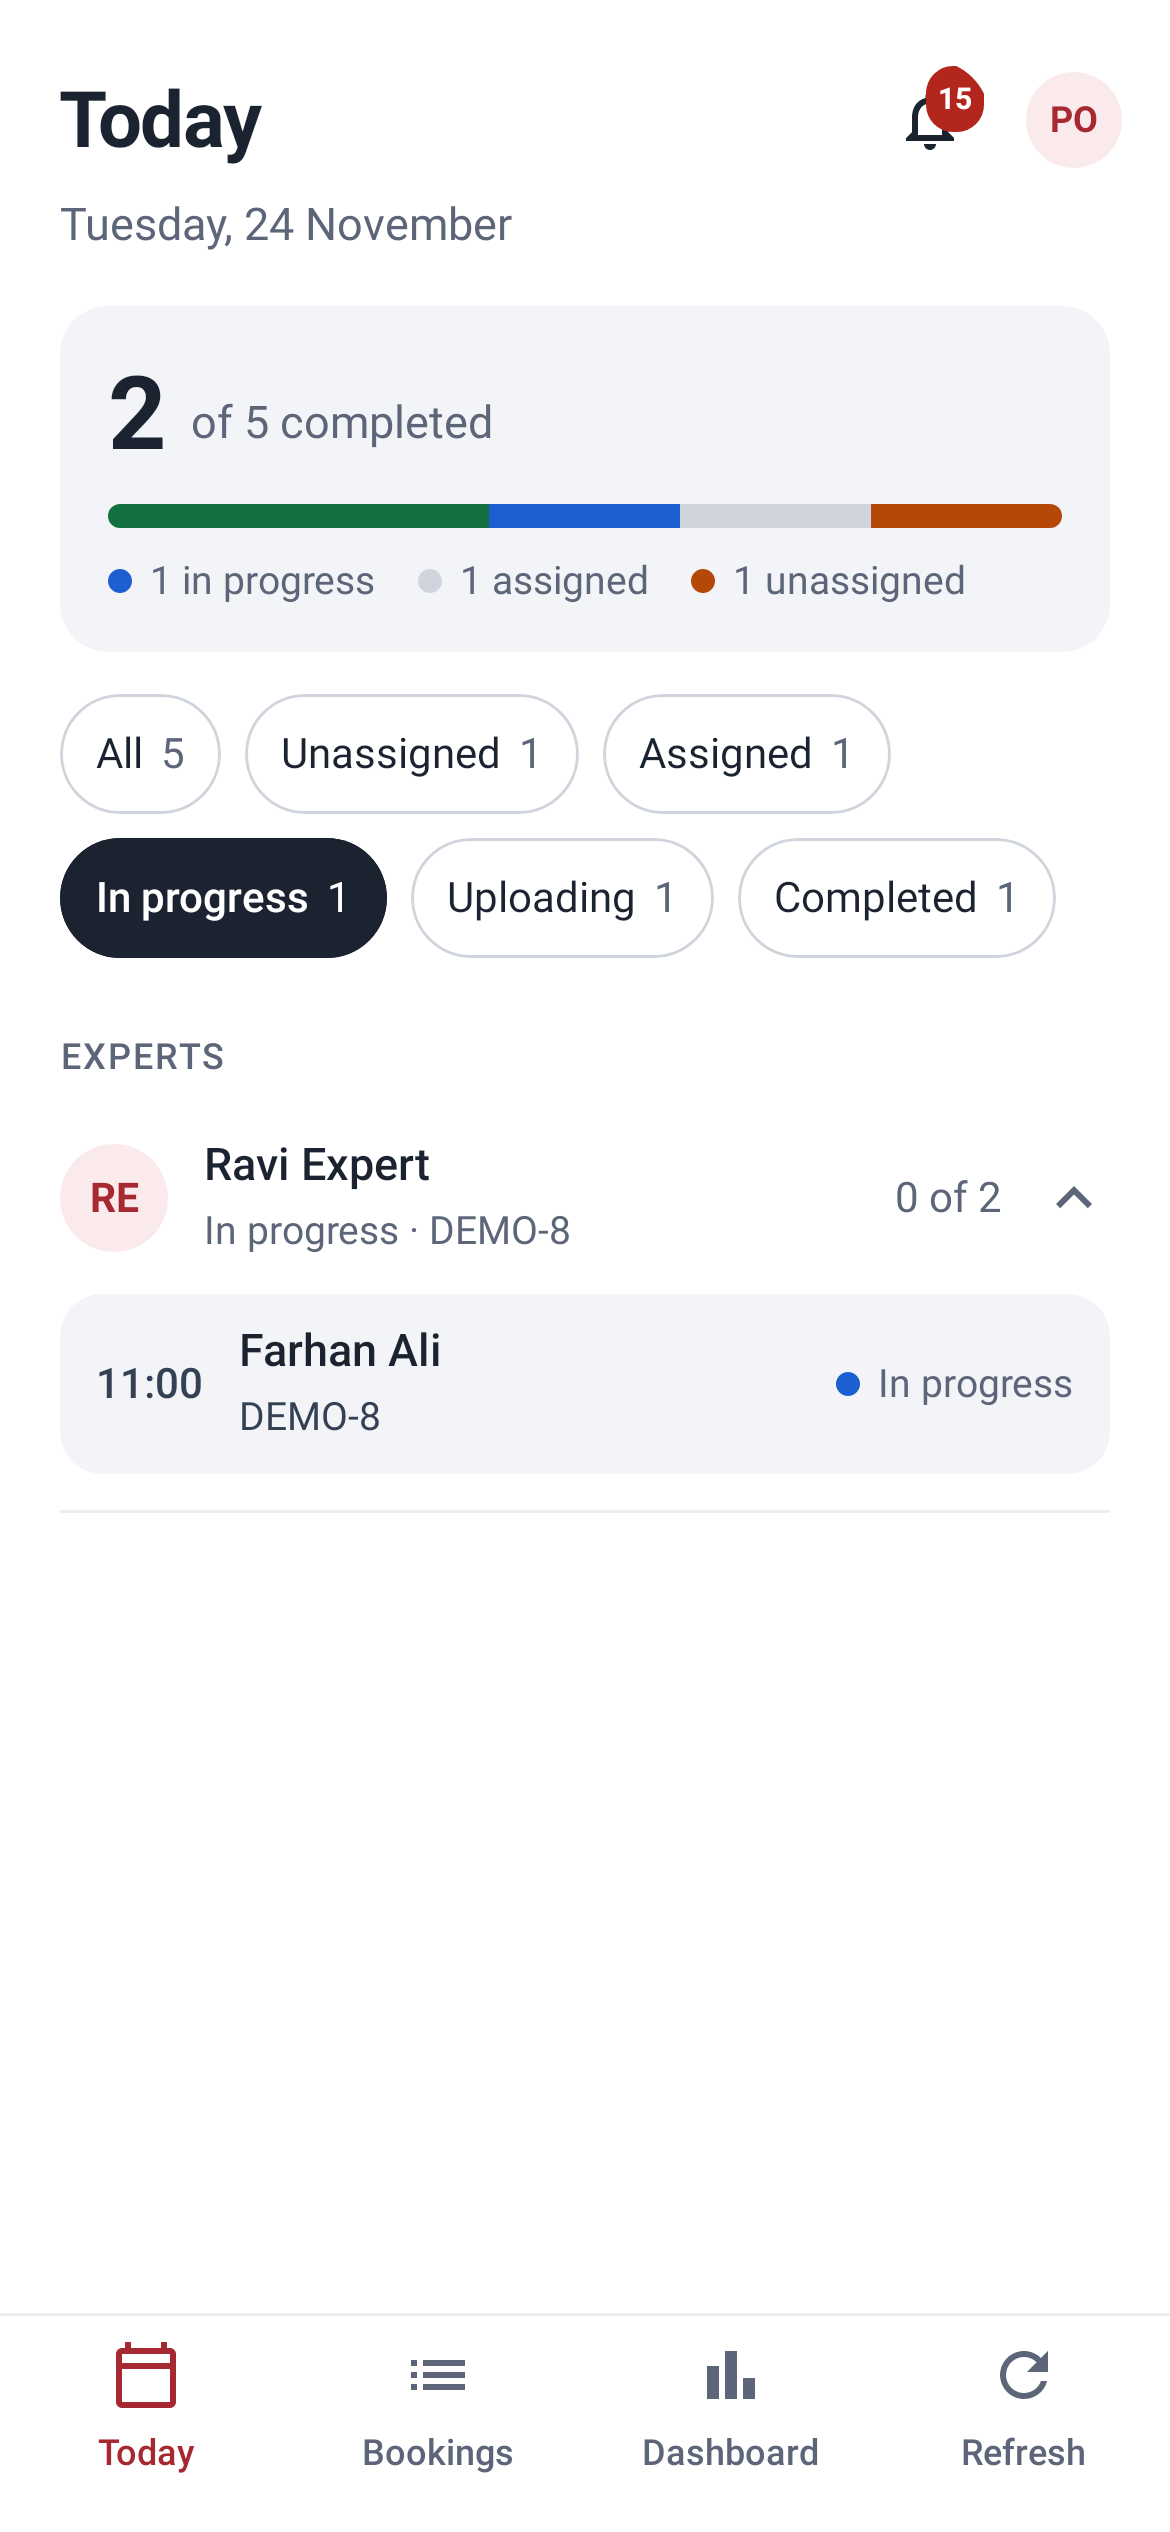 Today
15
PO
Tuesday, 24 November
2 of 5 completed
1 in progress 1 assigned 1 unassigned
All 5 Unassigned 1 Assigned 1
In progress 1 Uploading 1 Completed 1
EXPERTS
RE
Ravi Expert
In progress · DEMO-8
0 of 2
11:00
Farhan Ali
DEMO-8
In progress
Today Bookings Dashboard Refresh